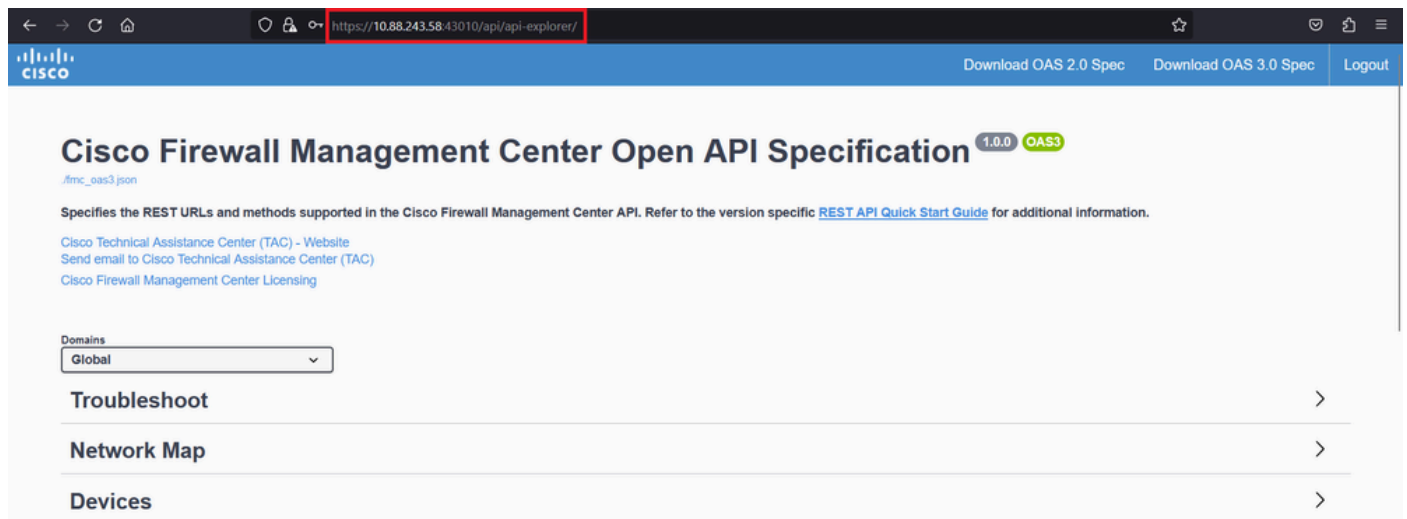 https://10.88.243.58:43010/api/api-explorer/
CISCO
Download OAS 2.0 Spec Download OAS 3.0 Spec Logout
Cisco Firewall Management Center Open API Specification 1.0.0 OAS3
./fmc_oas3.json
Specifies the REST URLs and methods supported in the Cisco Firewall Management Center API. Refer to the version specific REST API Quick Start Guide for additional information.
Cisco Technical Assistance Center (TAC) - Website
Send email to Cisco Technical Assistance Center (TAC)
Cisco Firewall Management Center Licensing
Domains
Global
Troubleshoot
Network Map
Devices